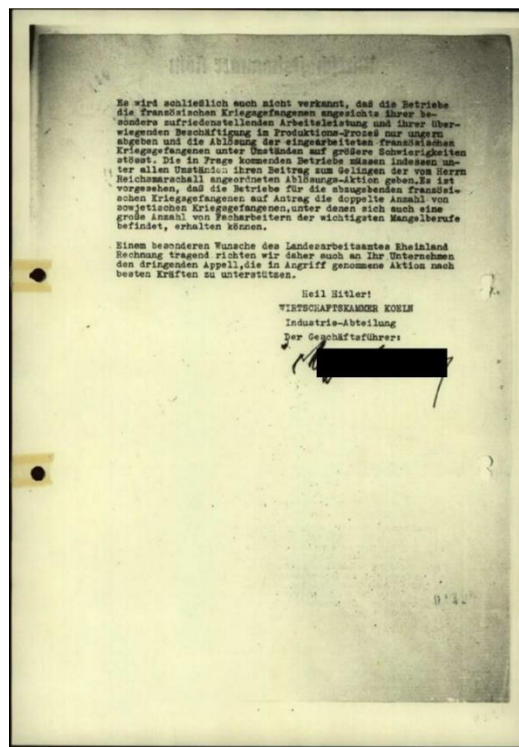 Es wird schließlich auch nicht verkannt, daß die Betriebe
die französischen Kriegsgefangenen angesichts ihrer be-
sonders zufriedenstellenden Arbeitsleistung und ihrer über-
wiegenden Beschäftigung im Produktions-Prozeß nur ungern
abgeben und die Ablösung der eingearbeiteten französischen
Kriegsgefangenen unter Umständen auf größere Schwierigkeiten
stösst. Die in Frage kommenden Betriebe müssen indessen un-
ter allen Umständen ihren Beitrag zum Gelingen der vom Herrn
Reichsmarschall angeordneten Ablösungs-Aktion geben.Es ist
vorgesehen, daß die Betriebe für die abzugebenden französi-
schen Kriegsgefangenen auf Antrag die doppelte Anzahl von
sowjetischen Kriegsgefangenen,unter denen sich auch eine
große Anzahl von Facharbeitern der wichtigsten Mangelberufe
befindet, erhalten können.
Einem besonderen Wunsche des Landesarbeitsamtes Rheinland
Rechnung tragend richten wir daher auch an Ihr Unternehmen
den dringenden Appell,die in Angriff genommene Aktion nach
besten Kräften zu unterstützen.
Heil Hitler!
WIRTSCHAFTSKAMMER KOELN
Industrie-Abteilung
Der Geschäftsführer: